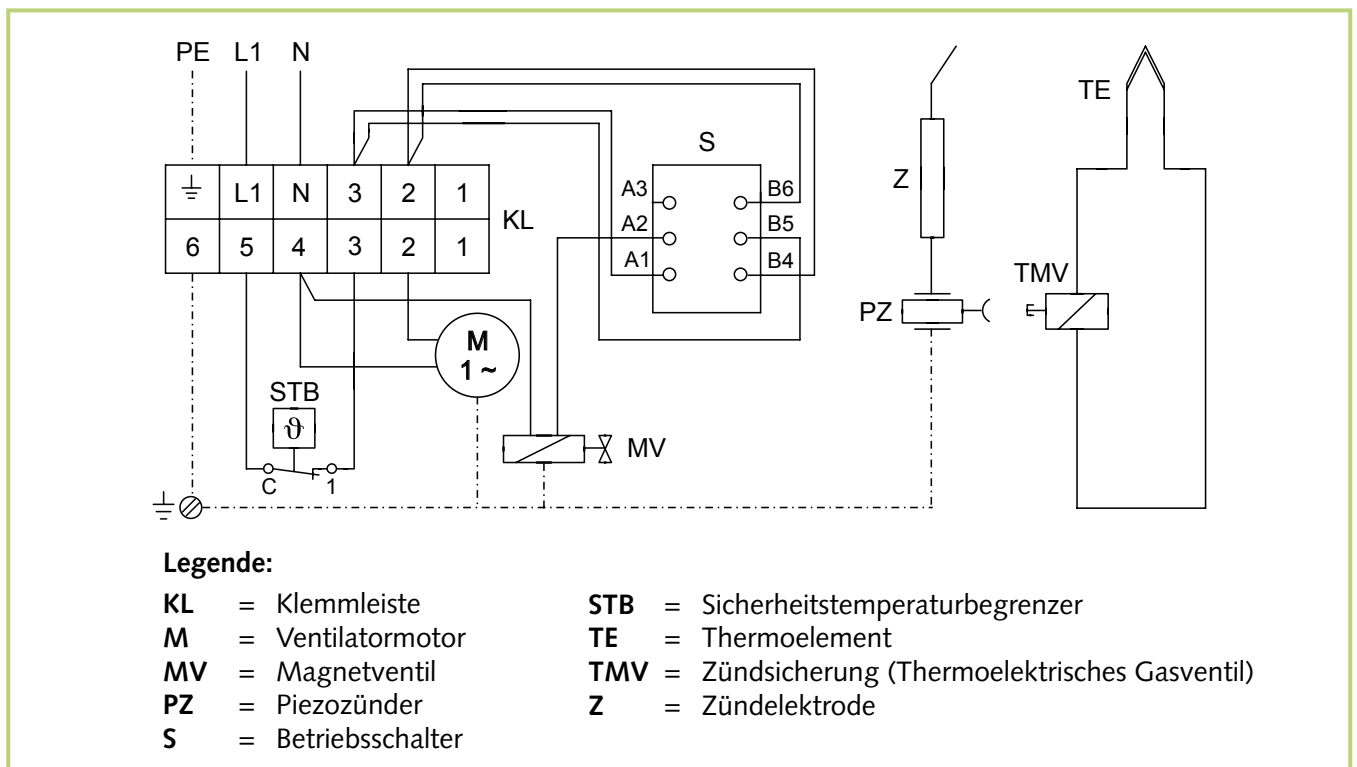 PE L1 N
TE
S
Z
L1 N 3 2 1
KL
6 5 4 3 2 1
A3 B6
A2 B5
A1 B4
TMV
PZ
M
1 ~
STB
ϑ
C 1
MV
Legende:
KL = Klemmleiste
M = Ventilatormotor
MV = Magnetventil
PZ = Piezozünder
S = Betriebsschalter
STB = Sicherheitstemperaturbegrenzer
TE = Thermoelement
TMV = Zündsicherung (Thermoelektrisches Gasventil)
Z = Zündelektrode